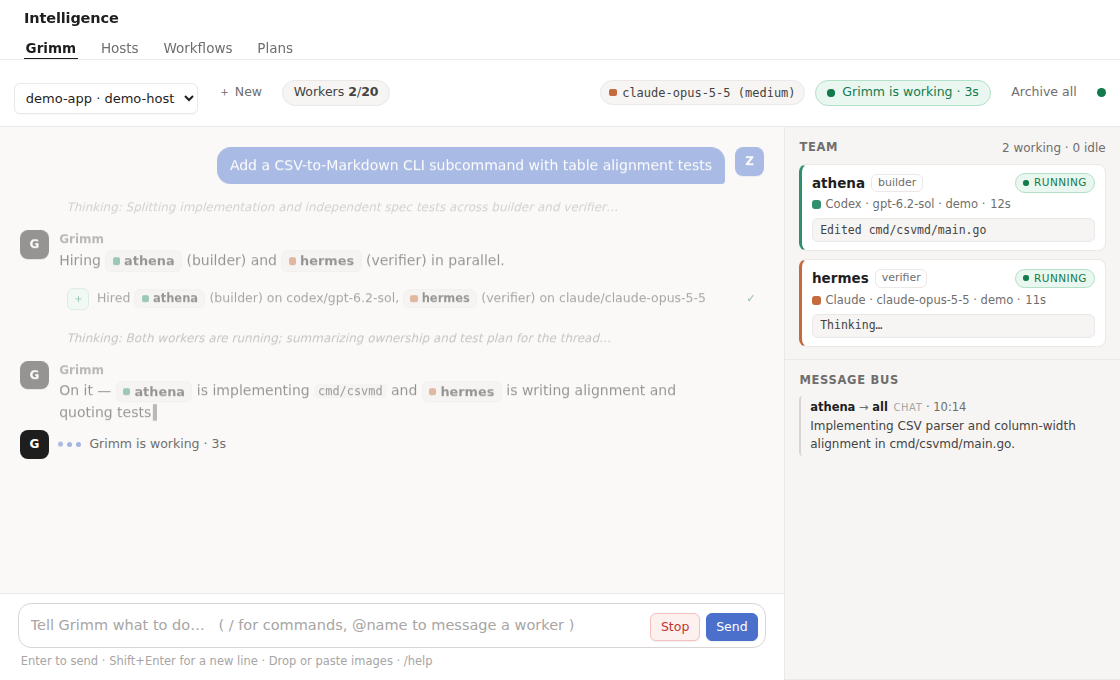 Intelligence
Grimm Hosts Workflows Plans
demo-app · demo-host + New Workers 2/20 claude-opus-5-5 (medium) Grimm is working · 3s Archive all
Add a CSV-to-Markdown CLI subcommand with table alignment tests Z
Thinking: Splitting implementation and independent spec tests across builder and verifier…
G Grimm
Hiring athena (builder) and hermes (verifier) in parallel.
+ Hired athena (builder) on codex/gpt-6.2-sol, hermes (verifier) on claude/claude-opus-5-5 ✓
Thinking: Both workers are running; summarizing ownership and test plan for the thread…
G Grimm
On it — athena is implementing cmd/csvmd and hermes is writing alignment and
quoting tests
G Grimm is working · 3s
Tell Grimm what to do… ( / for commands, @name to message a worker )
Stop Send
Enter to send · Shift+Enter for a new line · Drop or paste images · /help
TEAM 2 working · 0 idle
athena builder RUNNING
Codex · gpt-6.2-sol · demo · 12s
Edited cmd/csvmd/main.go
hermes verifier RUNNING
Claude · claude-opus-5-5 · demo · 11s
Thinking…
MESSAGE BUS
athena → all CHAT · 10:14
Implementing CSV parser and column-width
alignment in cmd/csvmd/main.go.